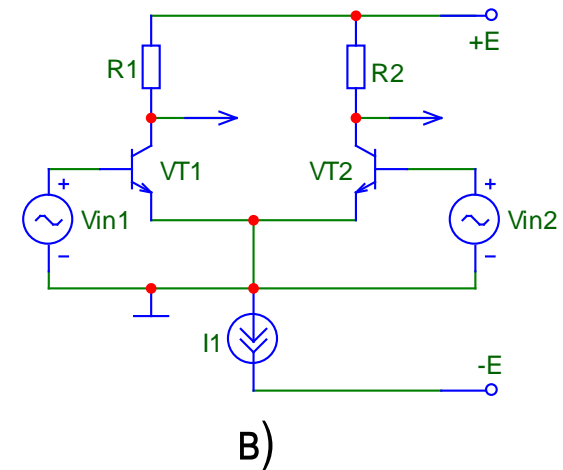 +E
R1
R2
VT1
VT2
+
+
Vin1
Vin2
−
−
I1
-E
В)